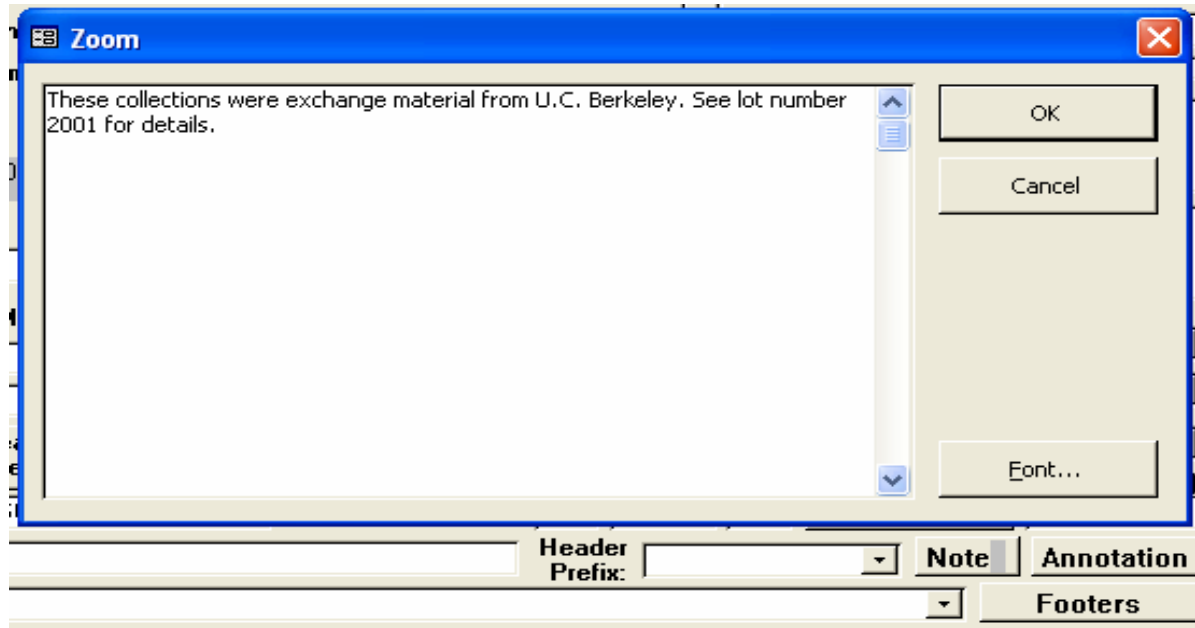 Zoom
These collections were exchange material from U.C. Berkeley. See lot number
2001 for details.
OK
Cancel
Font...
Header
Prefix:
Note
Annotation
Footers